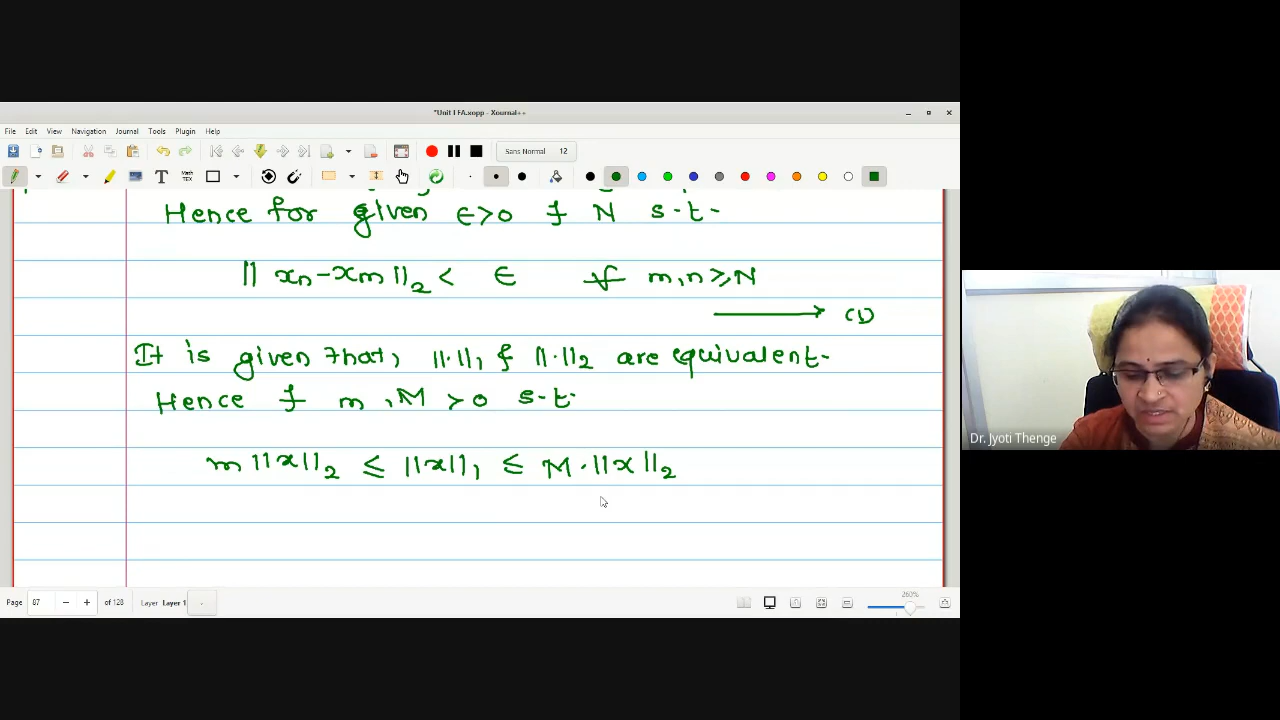 *Unit I FA.xopp - Xournal++
File Edit View Navigation Journal Tools Plugin Help
Sans Normal 12
Hence for given ∈>0 ∃ N s.t.
|| xn-xm ||2 < ∈ ∀ m,n ≥ N
→ (1)
It is given that, ||·||1 & ||·||2 are equivalent.
Hence ∃ m, M > 0 s.t.
m ||x||2 ≤ ||x||1 ≤ M·||x||2
Dr. Jyoti Thenge
Page 87 of 128 Layer Layer 1
260%